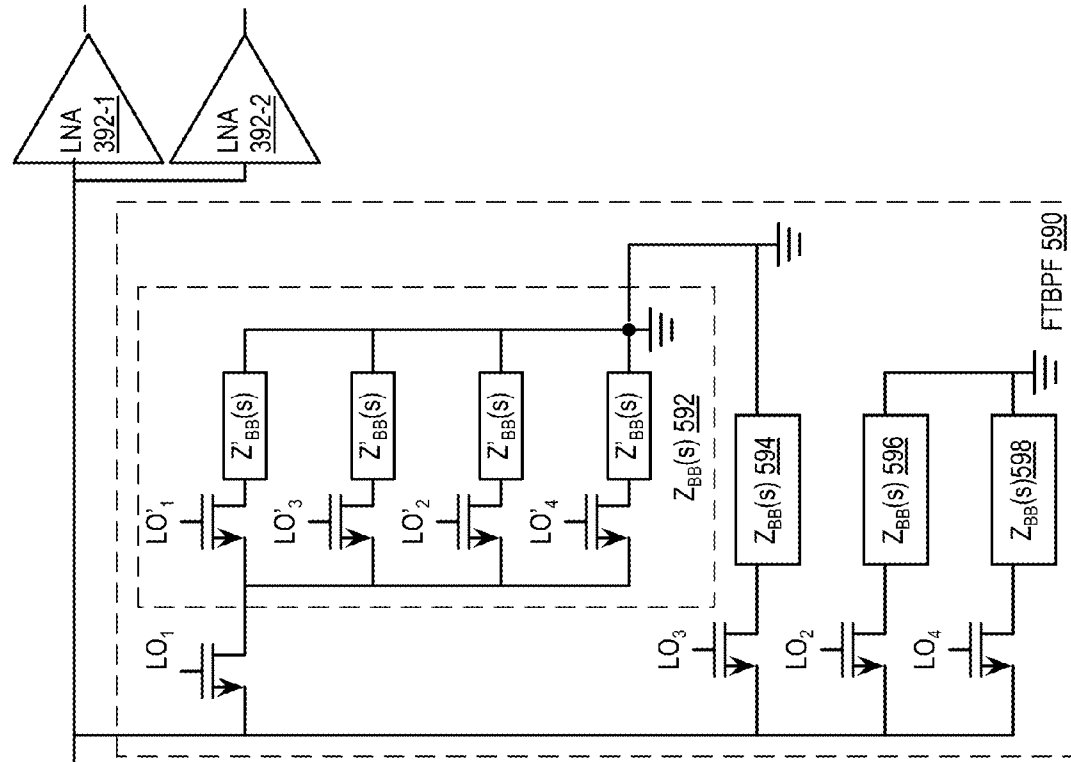 LNA
392-1
LNA
392-2
LO'₁
Z'BB(s)
LO'₃
Z'BB(s)
LO'₂
Z'BB(s)
LO'₄
Z'BB(s)
ZBB(s) 592
LO₁
LO₃
ZBB(s) 594
LO₂
ZBB(s) 596
LO₄
ZBB(s)598
FTBPF 590